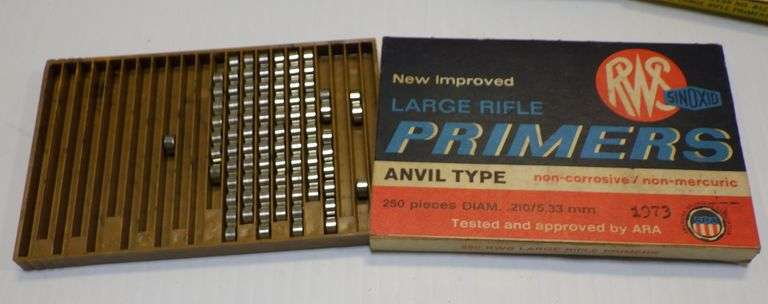 New Improved
LARGE RIFLE
PRIMERS
RWS
SINOXID
ANVIL TYPE
non-corrosive / non-mercuric
250 pieces DIAM. .210/5,33 mm
1973
Tested and approved by ARA
ARA
250 RWS LARGE RIFLE PRIMERS